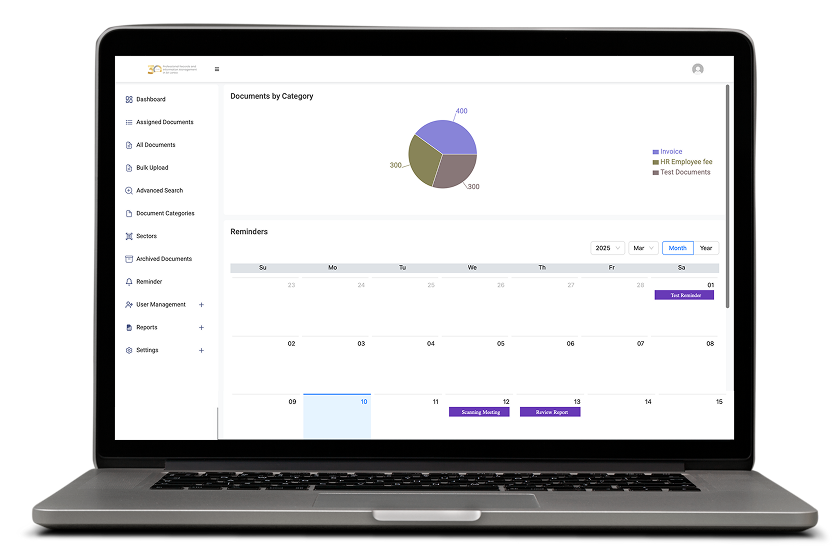 Dashboard
Assigned Documents
All Documents
Bulk Upload
Advanced Search
Document Categories
Sectors
Archived Documents
Reminder
User Management +
Reports +
Settings +
Documents by Category
400
300
300
Invoice
HR Employee fee
Test Documents
Reminders
2025 Mar Month Year
Su Mo Tu We Th Fr Sa
23 24 25 26 27 28 01
Test Reminder
02 03 04 05 06 07 08
09 10 11 12 13 14 15
Scanning Meeting Review Report